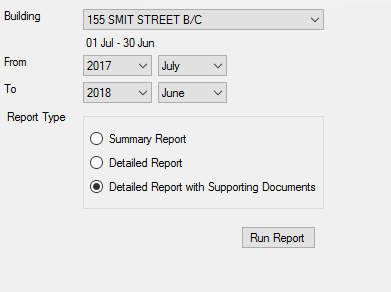 Building 155 SMIT STREET B/C
01 Jul - 30 Jun
From 2017 July
To 2018 June
Report Type
Summary Report
Detailed Report
Detailed Report with Supporting Documents
Run Report